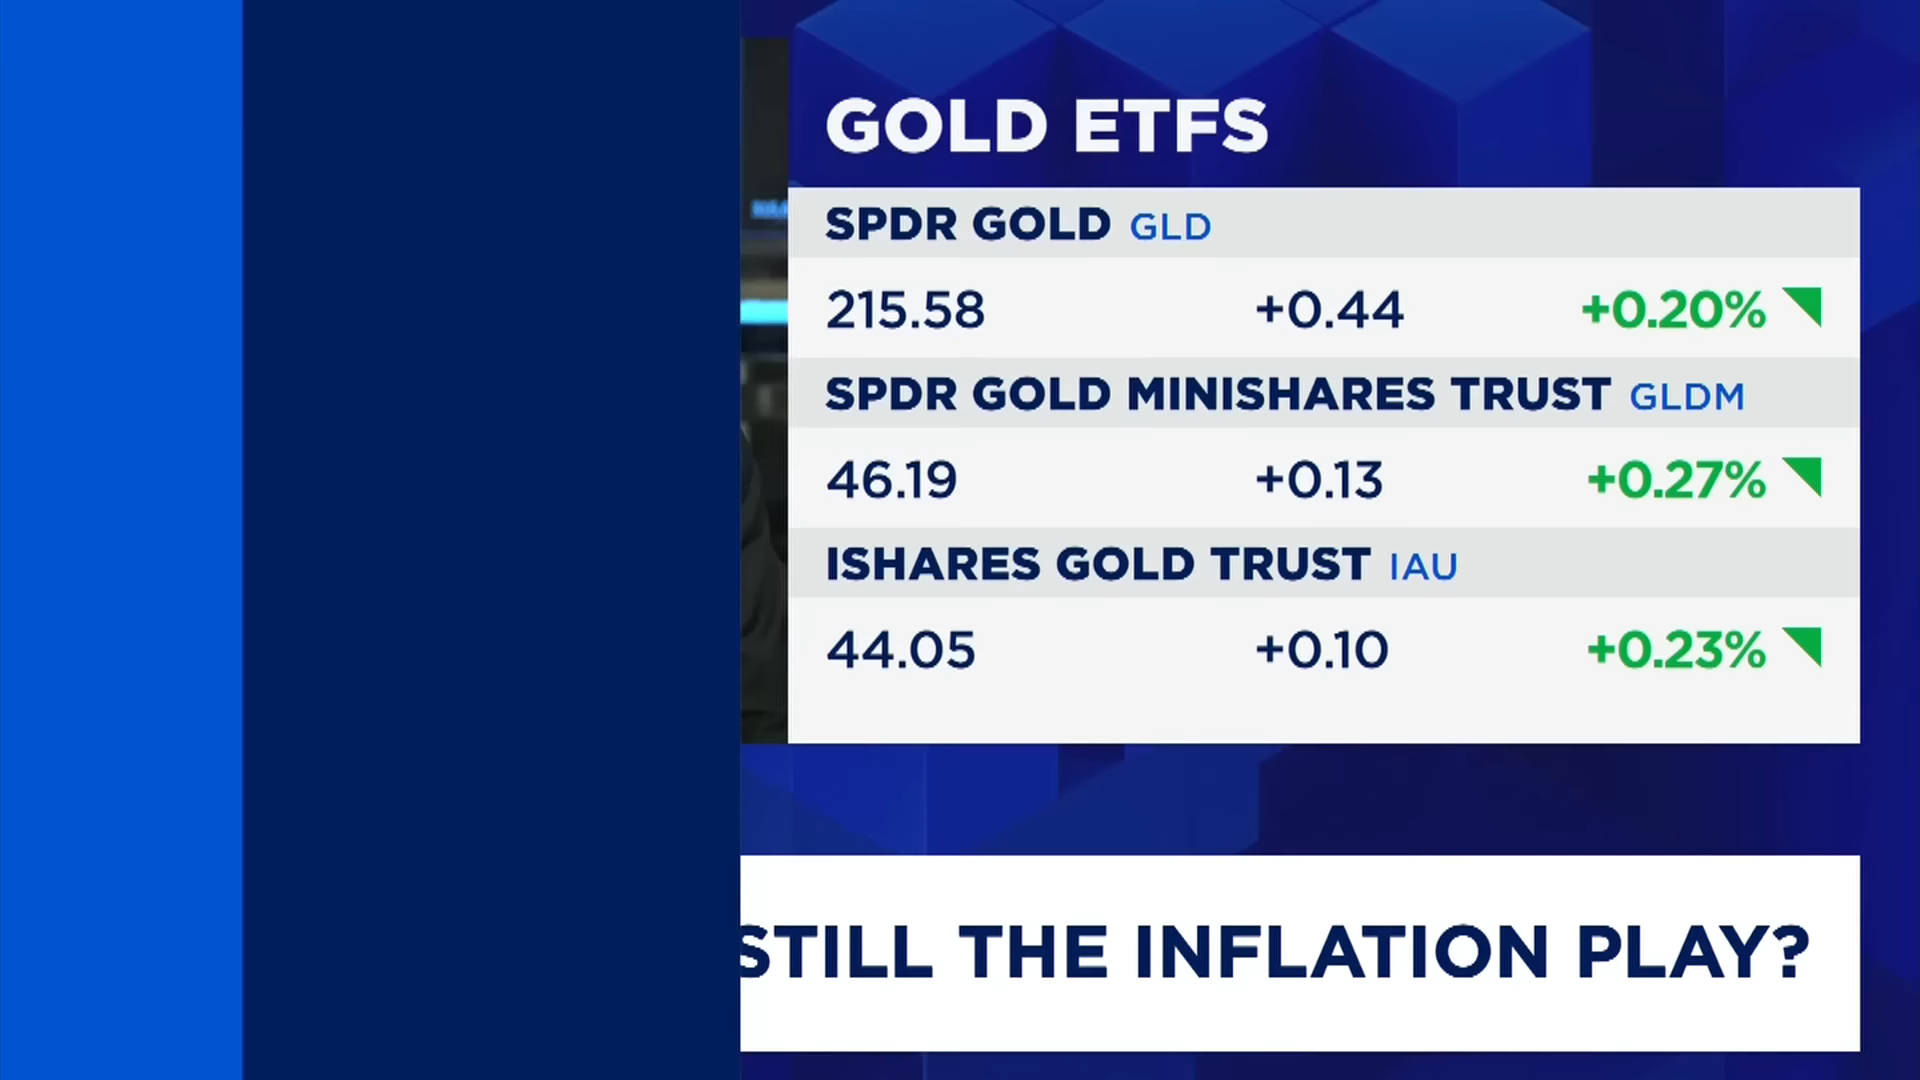 GOLD ETFS
SPDR GOLD GLD
215.58 +0.44 +0.20%
SPDR GOLD MINISHARES TRUST GLDM
46.19 +0.13 +0.27%
ISHARES GOLD TRUST IAU
44.05 +0.10 +0.23%
STILL THE INFLATION PLAY?